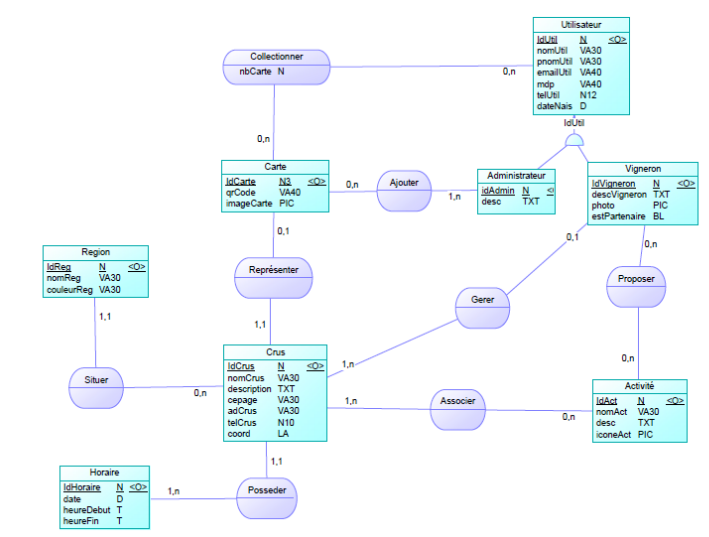 Utilisateur
IdUtil N <O>
nomUtil VA30
pnomUtil VA30
emailUtil VA40
mdp VA40
telUtil N12
dateNais D
IdUtil
Collectionner
nbCarte N
0,n
0,n
Carte
IdCarte N3 <O>
qrCode VA40
imageCarte PIC
0,n
Ajouter
1,n
Administrateur
idAdmin N <
desc TXT
Vigneron
IdVigneron N <O>
descVigneron TXT
photo PIC
estPartenaire BL
0,1
0,1
0,n
Region
IdReg N <O>
nomReg VA30
couleurReg VA30
Représenter
Gerer
Proposer
1,1
1,1
1,n
0,n
Crus
IdCrus N <O>
nomCrus VA30
description TXT
cepage VA30
adCrus VA30
telCrus N10
coord LA
Situer
0,n
1,n
Associer
0,n
Activité
IdAct N <O>
nomAct VA30
desc TXT
iconeAct PIC
1,1
Horaire
IdHoraire N <O>
date D
heureDebut T
heureFin T
1,n
Posseder